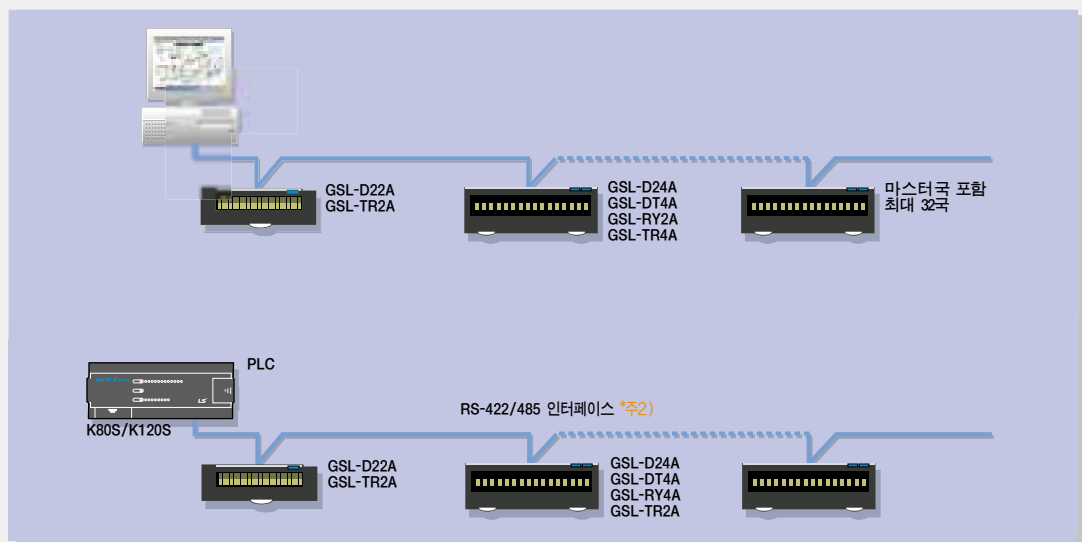 GSL-D22A
GSL-TR2A
GSL-D24A
GSL-DT4A
GSL-RY2A
GSL-TR4A
마스터국 포함
최대 32국
PLC
LS
K80S/K120S
RS-422/485 인터페이스 *주2)
GSL-D22A
GSL-TR2A
GSL-D24A
GSL-DT4A
GSL-RY4A
GSL-TR2A